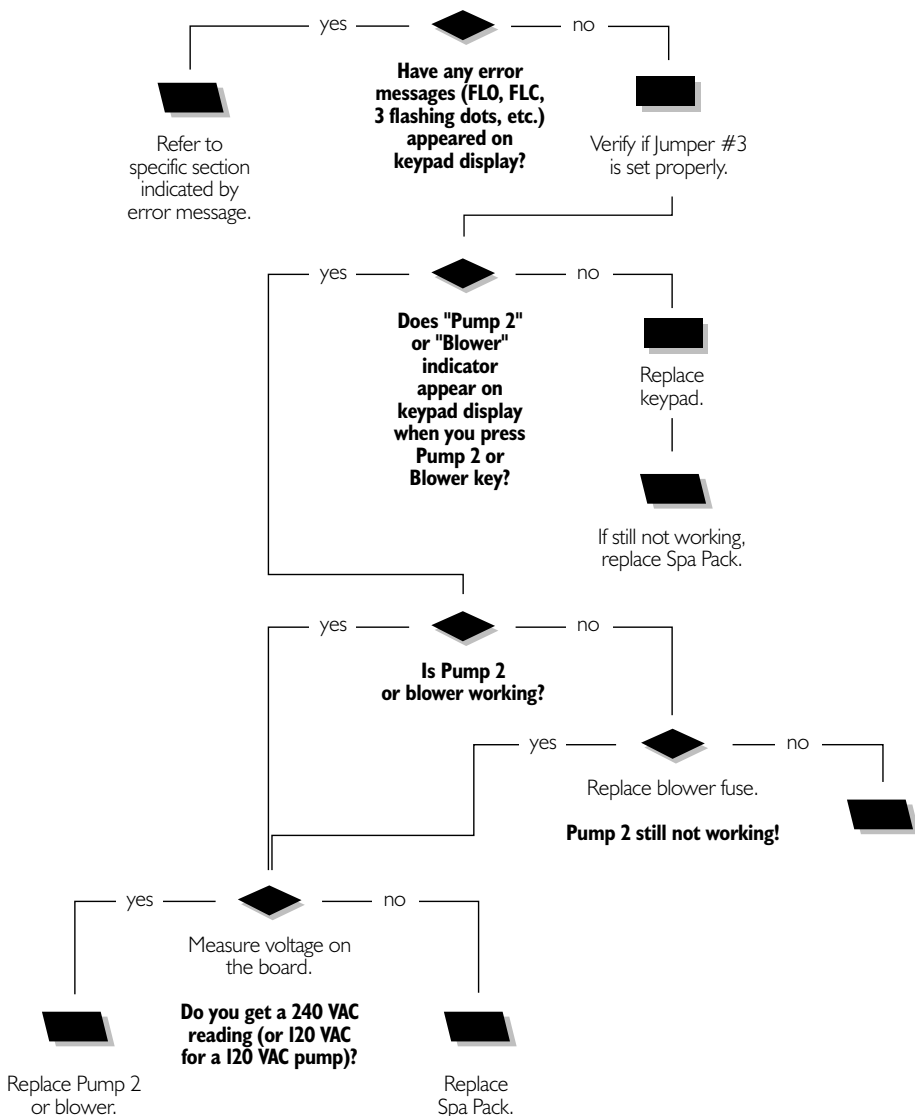 yes
no
Have any error
messages (FLO, FLC,
3 flashing dots, etc.)
appeared on
keypad display?
Refer to
specific section
indicated by
error message.
Verify if Jumper #3
is set properly.
yes
no
Does "Pump 2"
or "Blower"
indicator
appear on
keypad display
when you press
Pump 2 or
Blower key?
Replace
keypad.
If still not working,
replace Spa Pack.
yes
no
Is Pump 2
or blower working?
yes
no
Replace blower fuse.
Pump 2 still not working!
yes
no
Measure voltage on
the board.
Do you get a 240 VAC
reading (or 120 VAC
for a 120 VAC pump)?
Replace Pump 2
or blower.
Replace
Spa Pack.